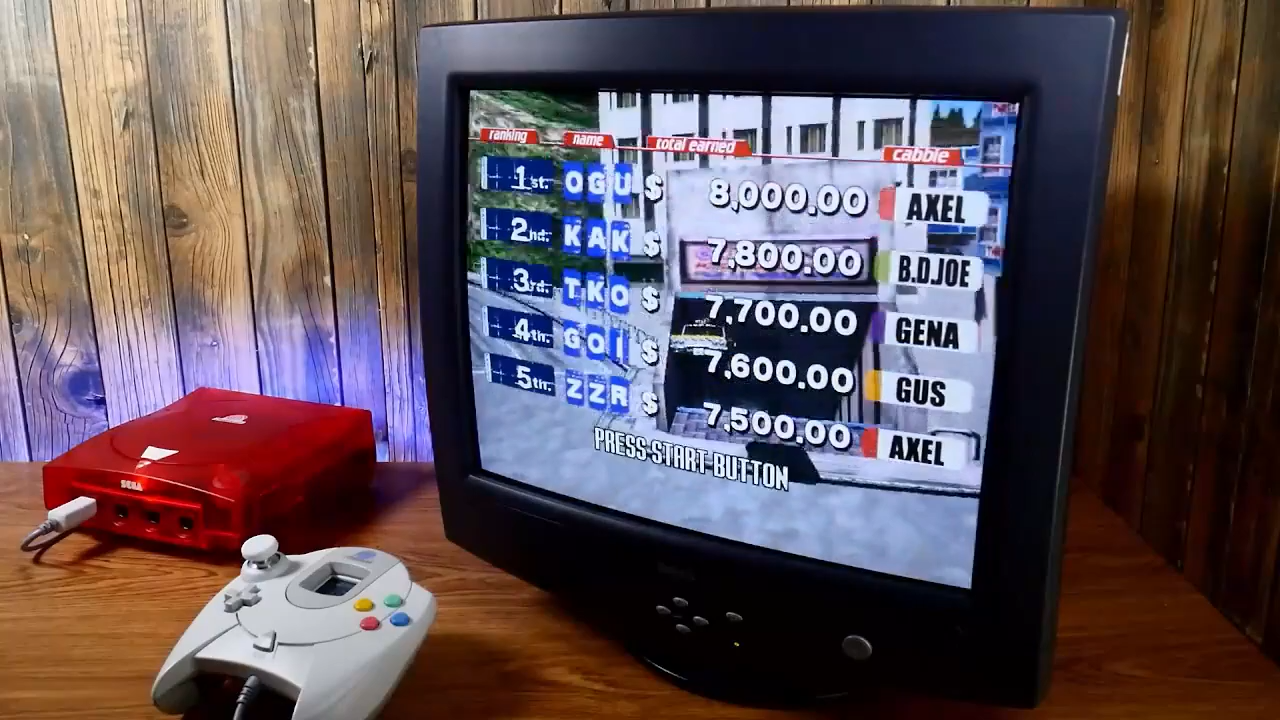 ranking name total earned cabbie
1st. OGU $ 8,000.00 AXEL
2nd. KAK $ 7,800.00 B.D.JOE
3rd. TKO $ 7,700.00 GENA
4th. GOI $ 7,600.00 GUS
5th. ZZR $ 7,500.00 AXEL
PRESS START BUTTON
SEGA